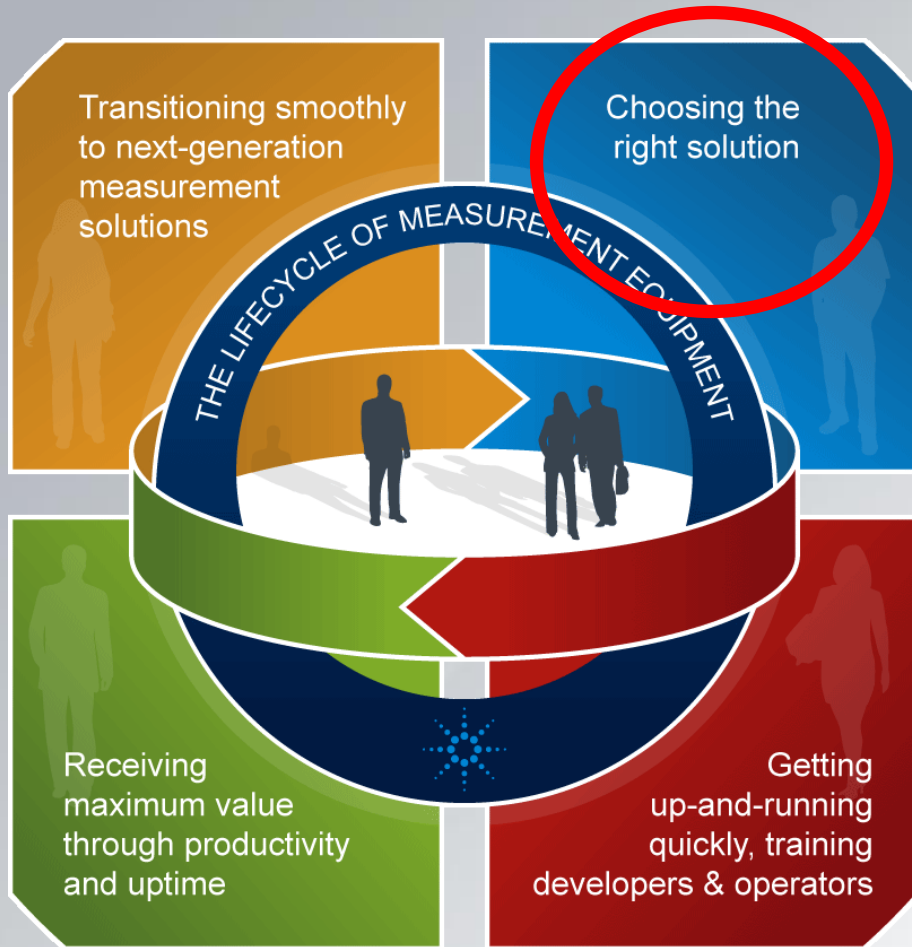 Transitioning smoothly
to next-generation
measurement
solutions
Choosing the
right solution
THE LIFECYCLE OF MEASUREMENT EQUIPMENT
Receiving
maximum value
through productivity
and uptime
Getting
up-and-running
quickly, training
developers & operators